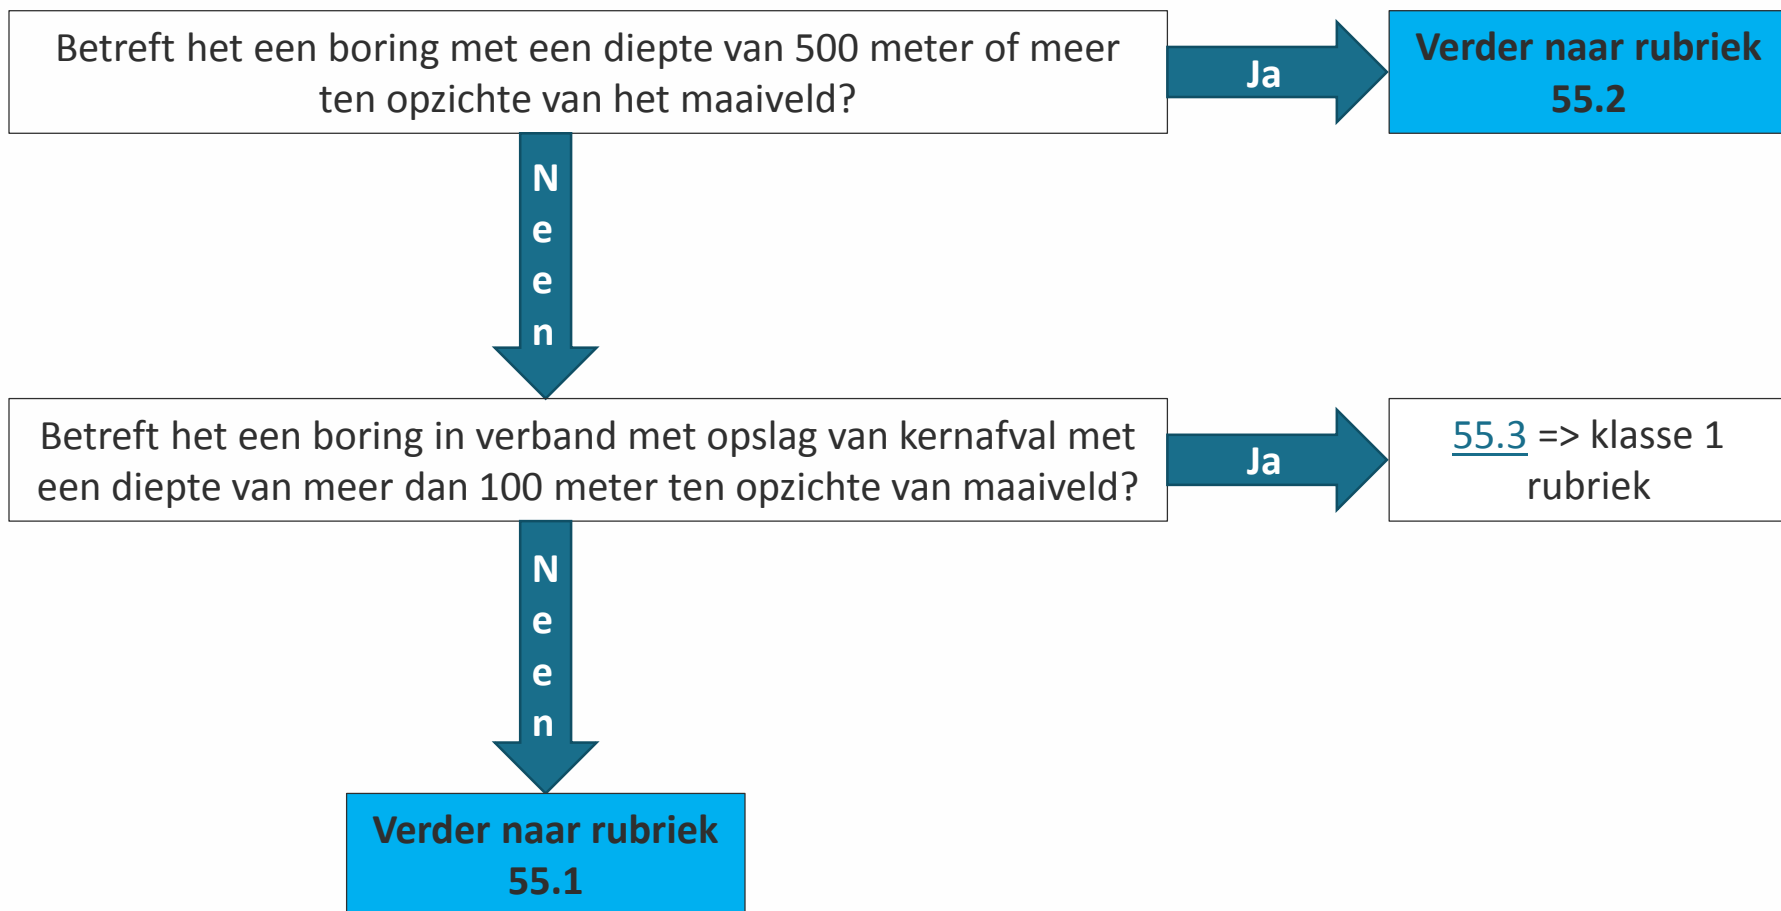 Betreft het een boring met een diepte van 500 meter of meer
ten opzichte van het maaiveld?
Ja
Verder naar rubriek
55.2
N
e
e
n
Betreft het een boring in verband met opslag van kernafval met
een diepte van meer dan 100 meter ten opzichte van maaiveld?
Ja
55.3 => klasse 1
rubriek
N
e
e
n
Verder naar rubriek
55.1